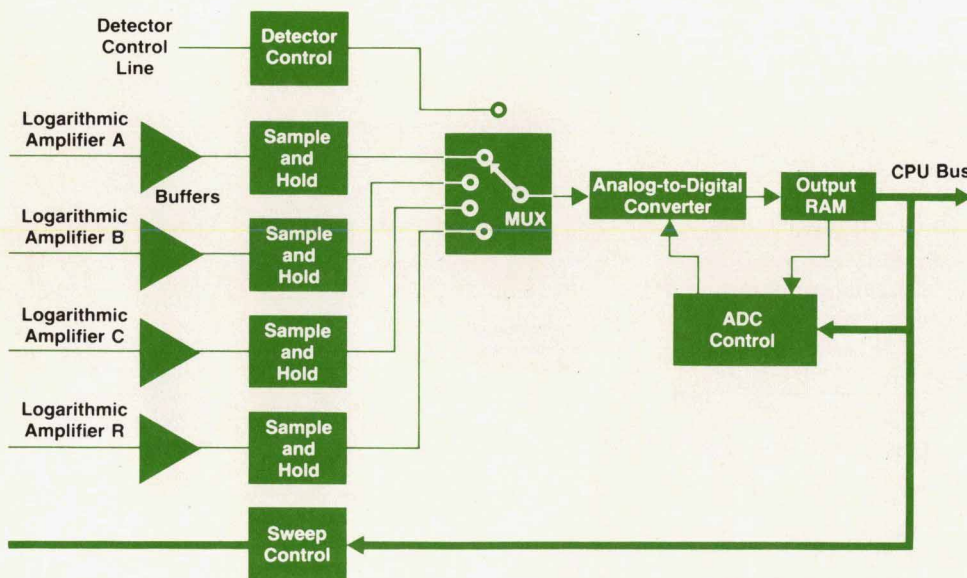 Detector
Control
Line
Detector
Control
Logarithmic
Amplifier A
Sample
and
Hold
Buffers
Logarithmic
Amplifier B
Sample
and
Hold
Logarithmic
Amplifier C
Sample
and
Hold
Logarithmic
Amplifier R
Sample
and
Hold
MUX
Analog-to-Digital
Converter
Output
RAM
CPU Bus
ADC
Control
Sweep
Control